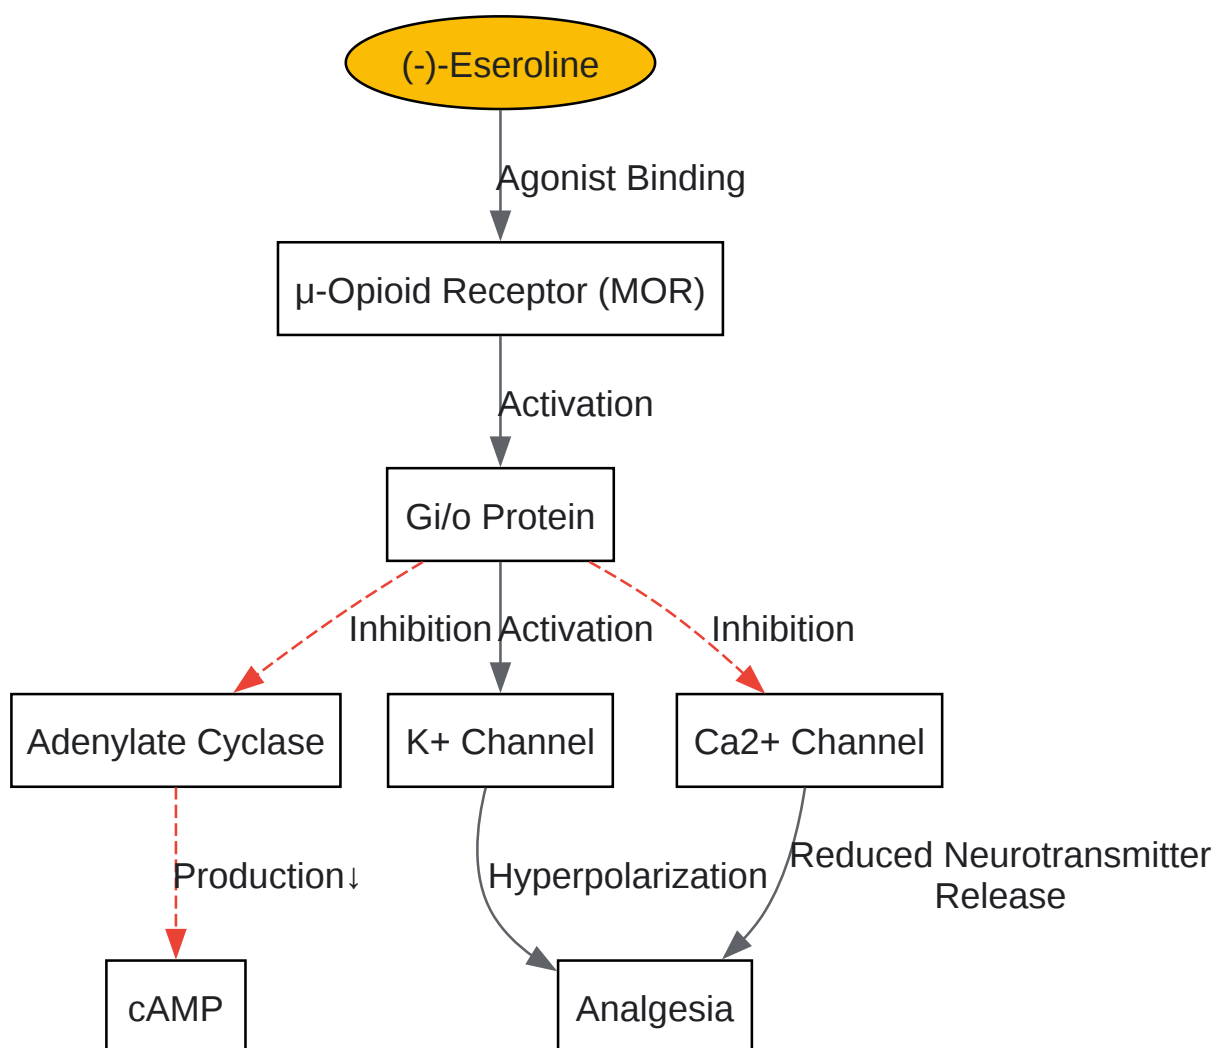 (-)-Eseroline
Agonist Binding
μ-Opioid Receptor (MOR)
Activation
Gi/o Protein
Inhibition
Activation
Inhibition
Adenylate Cyclase
K+ Channel
Ca2+ Channel
Production↓
Hyperpolarization
Reduced Neurotransmitter
Release
cAMP
Analgesia